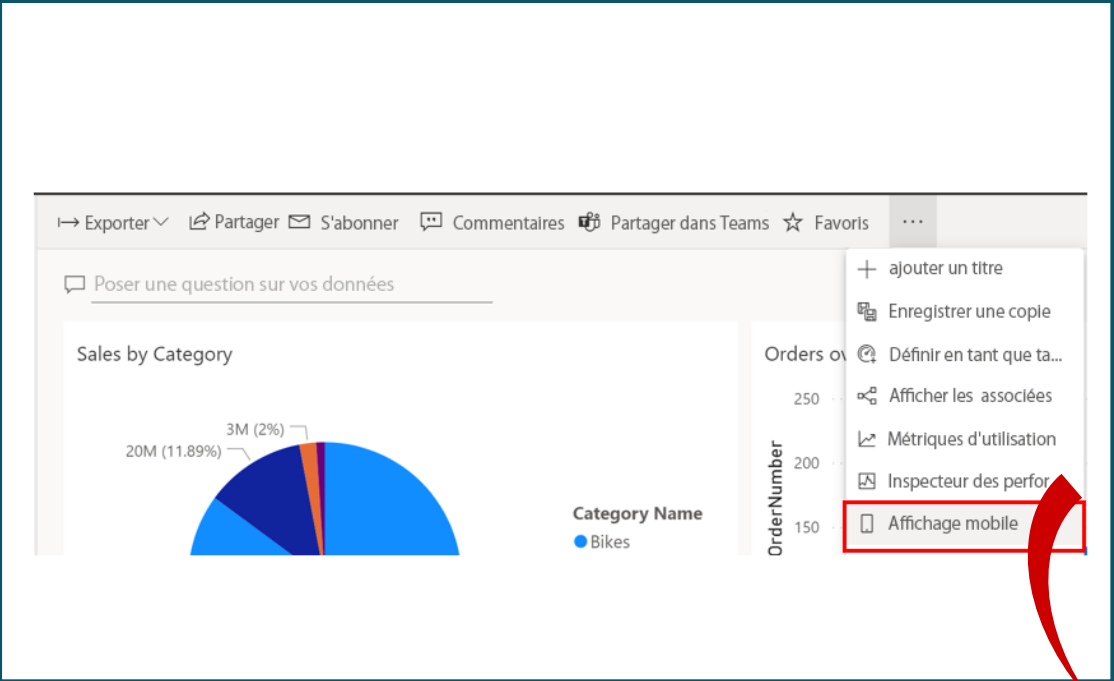 Exporter Partager S'abonner Commentaires Partager dans Teams Favoris ...
ajouter un titre
Poser une question sur vos données
Enregistrer une copie
Sales by Category
Orders ov
Définir en tant que ta...
250
Afficher les associées
3M (2%)
20M (11.89%)
Métriques d'utilisation
200
Inspecteur des perfor
OrderNumber
Category Name
150
Affichage mobile
Bikes